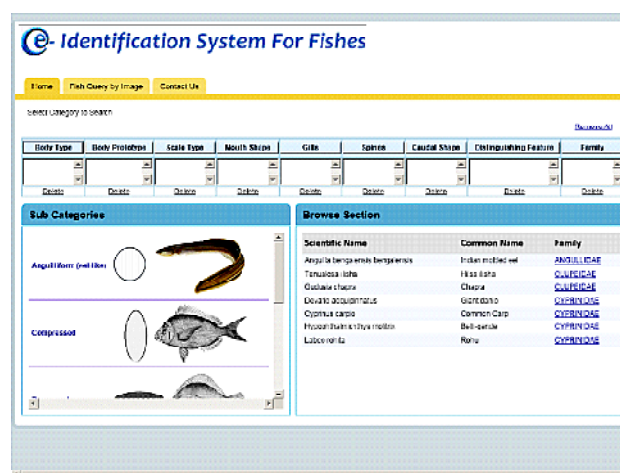 e- Identification System For Fishes
Home Fish Query by Image Contact Us
Select Category to Search
Body Type Body Prototype Scale Type Mouth Shape Gills Spines Caudal Shape Distinguishing Feature Family
Delete Delete Delete Delete Delete Delete Delete Delete Delete
Sub Categories Browse Section
Scientific Name Common Name Family
Anguilla bengalensis bengalensis Indian mottled eel ANGUILLIDAE
Anguilliform (eel like)
Tenualosa ilisha Hilsa ilisha CLUPEIDAE
Gudusia chapra Chapra CLUPEIDAE
Devario aequipinnatus Giant danio CYPRINIDAE
Cyprinus carpio Common Carp CYPRINIDAE
Hypophthalmichthys molitrix CYPRINIDAE
Compressed
Labeo rohita Rohu CYPRINIDAE